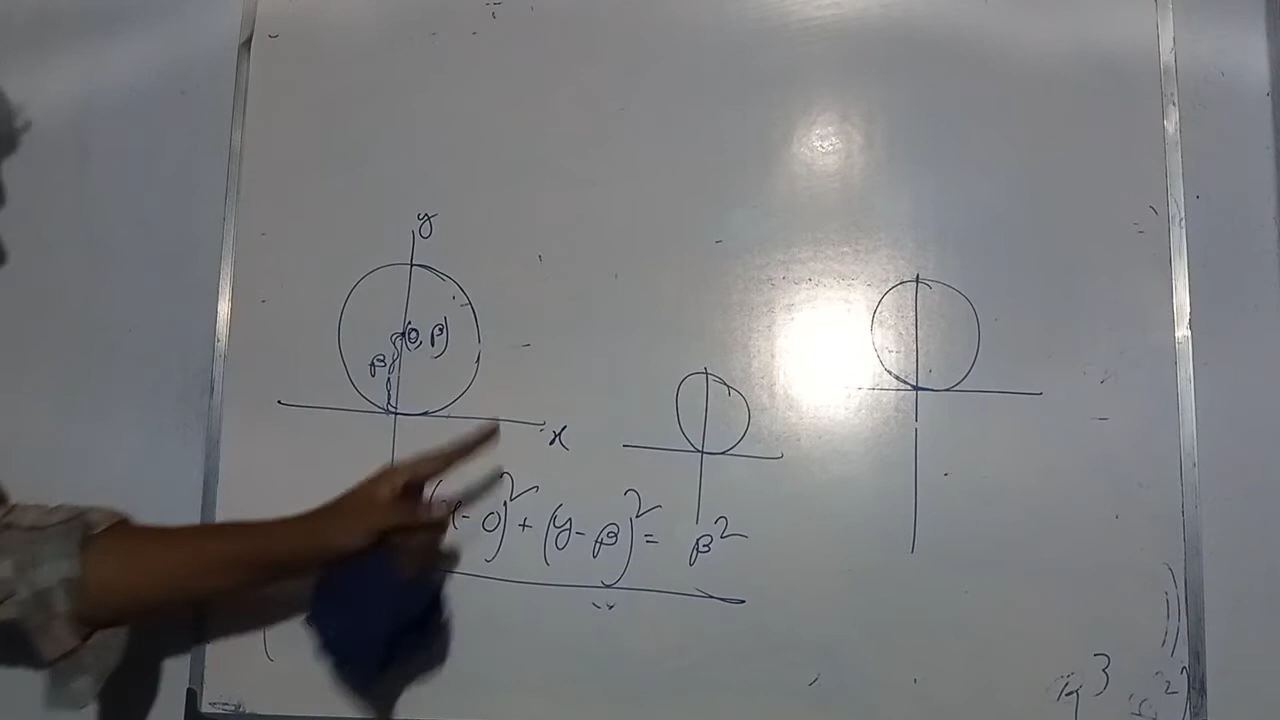 y
(0, β)
β
x
(x-0)²+(y-β)²= β²